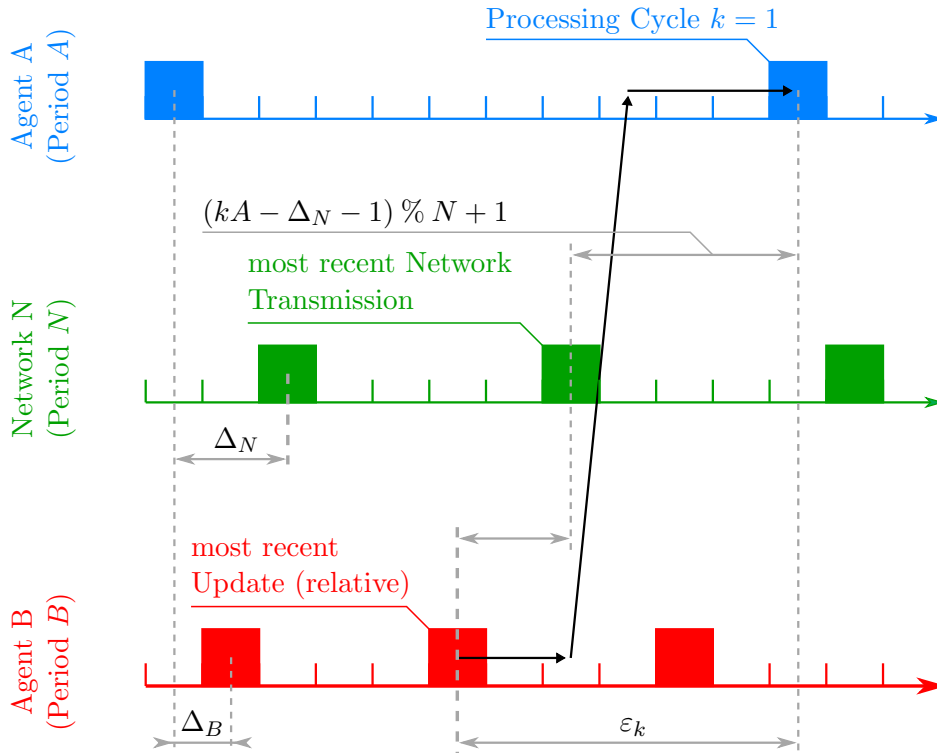 Processing Cycle k = 1
Agent A
(Period A)
(kA − Δ_N − 1) % N + 1
most recent Network
Transmission
Network N
(Period N)
Δ_N
most recent
Update (relative)
Agent B
(Period B)
Δ_B
ε_k